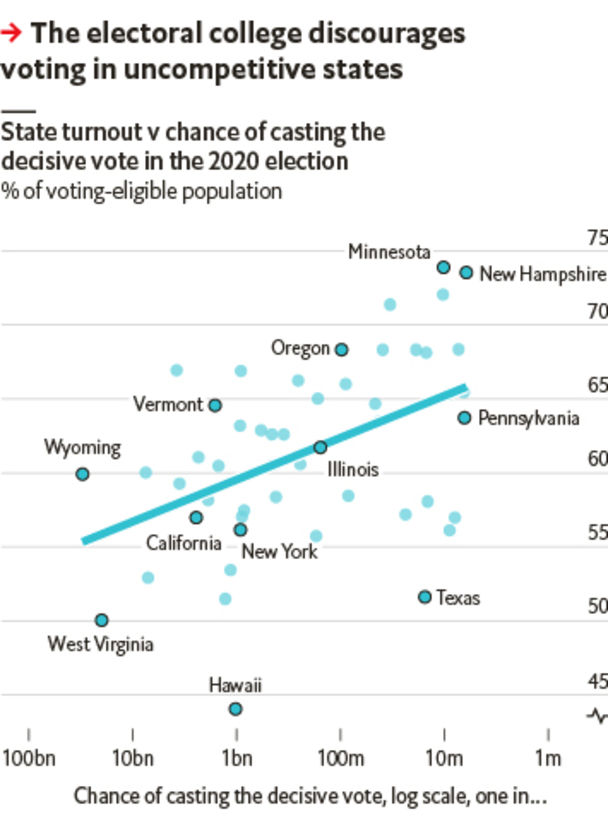 → The electoral college discourages
voting in uncompetitive states
State turnout v chance of casting the
decisive vote in the 2020 election
% of voting-eligible population
75
Minnesota
New Hampshire
70
Oregon
65
Vermont
Pennsylvania
Wyoming
60
Illinois
California
New York
55
Texas
50
West Virginia
Hawaii
45
100bn 10bn 1bn 100m 10m 1m
Chance of casting the decisive vote, log scale, one in...